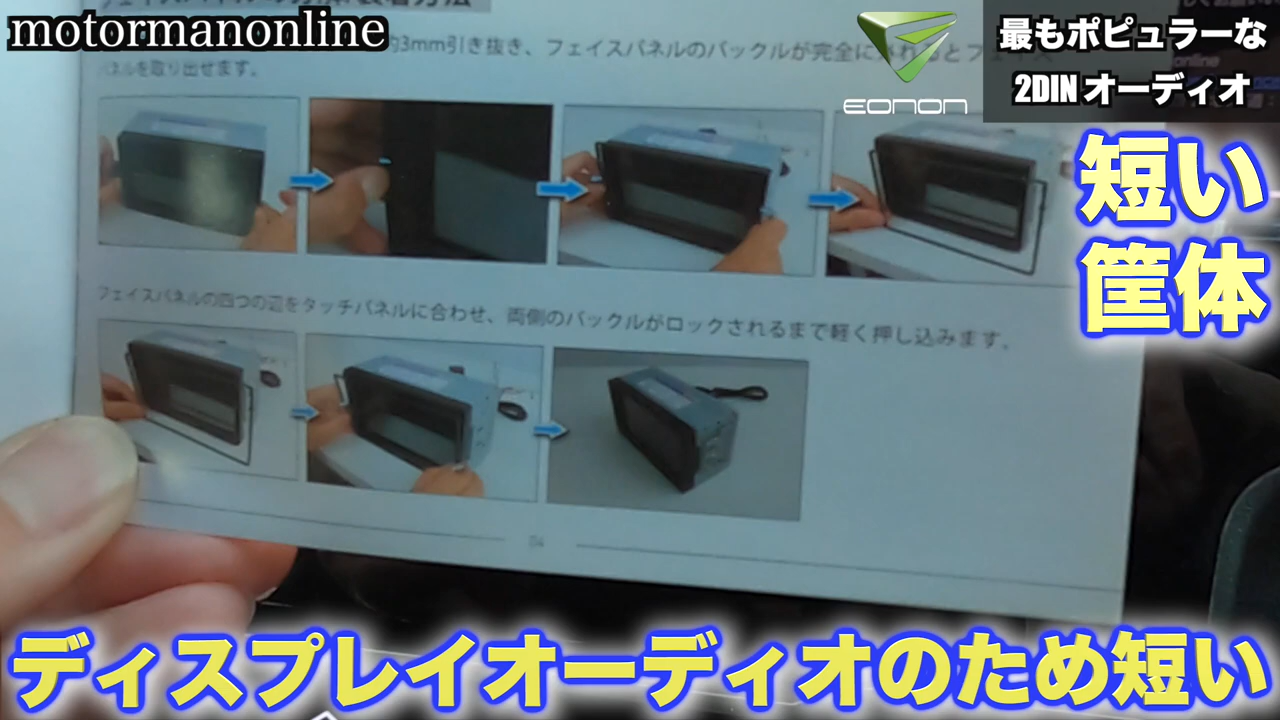 motormanonline
EONON
最もポピュラーな
2DINオーディオ
短い
筐体
3mm引き抜き、フェイスパネルのバックルが完全に
パネルを取り出せます。
フェイスパネルの四つの辺をタッチパネルに合わせ、両側のバックルがロックされるまで軽く押し込みます。
04
ディスプレイオーディオのため短い